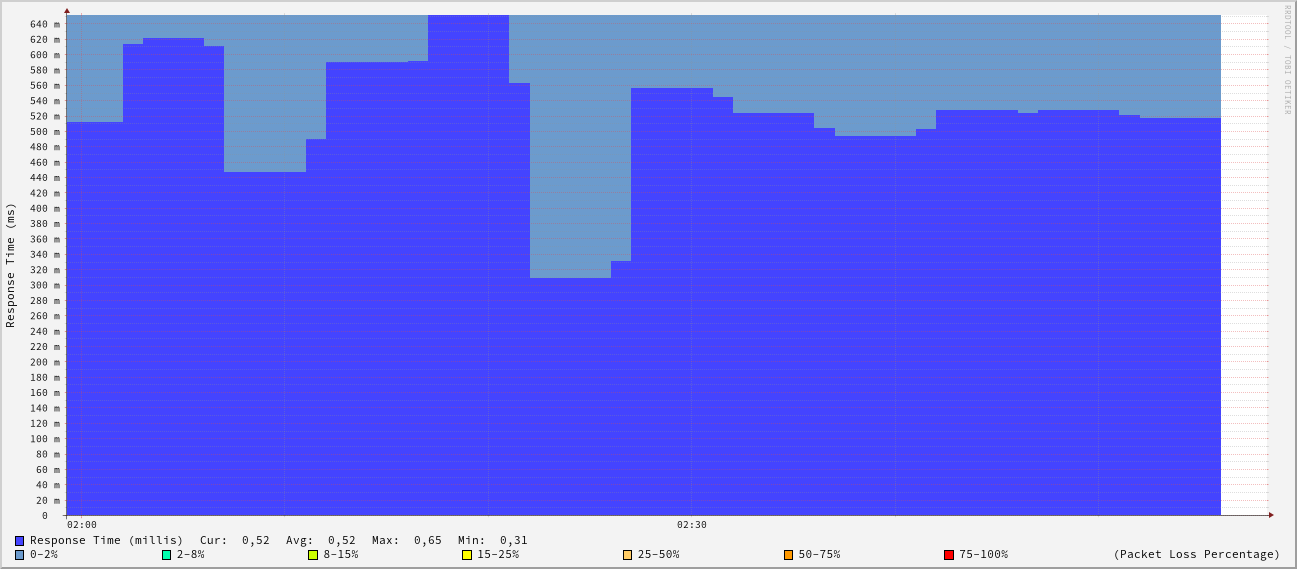 RRDTOOL / TOBI OETIKER
Response Time (ms)
640 m
620 m
600 m
580 m
560 m
540 m
520 m
500 m
480 m
460 m
440 m
420 m
400 m
380 m
360 m
340 m
320 m
300 m
280 m
260 m
240 m
220 m
200 m
180 m
160 m
140 m
120 m
100 m
80 m
60 m
40 m
20 m
0
02:00 02:30
Response Time (millis) Cur: 0,52 Avg: 0,52 Max: 0,65 Min: 0,31
0-2% 2-8% 8-15% 15-25% 25-50% 50-75% 75-100% (Packet Loss Percentage)